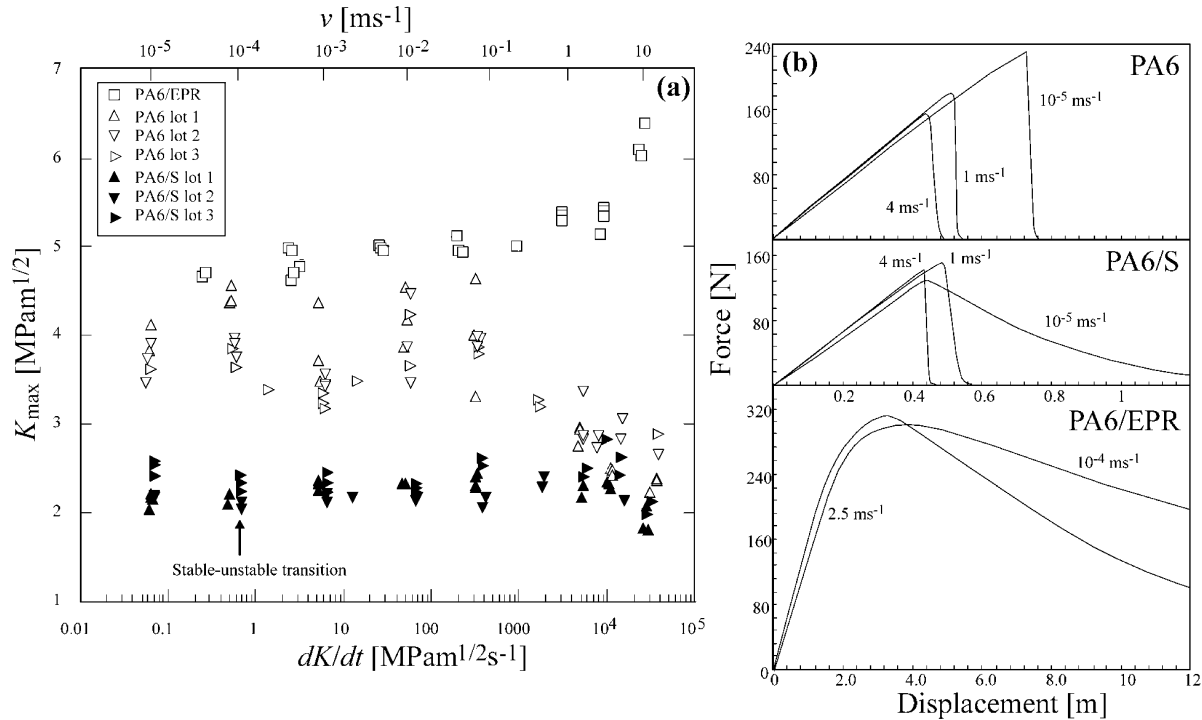 v [ms-1]
10-5 10-4 10-3 10-2 10-1 1 10
(a)
7
6
5
4
3
2
1
Kmax [MPam1/2]
PA6/EPR
PA6 lot 1
PA6 lot 2
PA6 lot 3
PA6/S lot 1
PA6/S lot 2
PA6/S lot 3
Stable-unstable transition
0.01 0.1 1 10 100 1000 104 105
dK/dt [MPam1/2s-1]
(b)
PA6
240
160
80
10-5 ms-1
1 ms-1
4 ms-1
PA6/S
160
80
4 ms-1
1 ms-1
10-5 ms-1
0.2 0.4 0.6 0.8 1
Force [N]
PA6/EPR
320
240
160
80
0
10-4 ms-1
2.5 ms-1
0 2.0 4.0 6.0 8.0 10 12
Displacement [m]